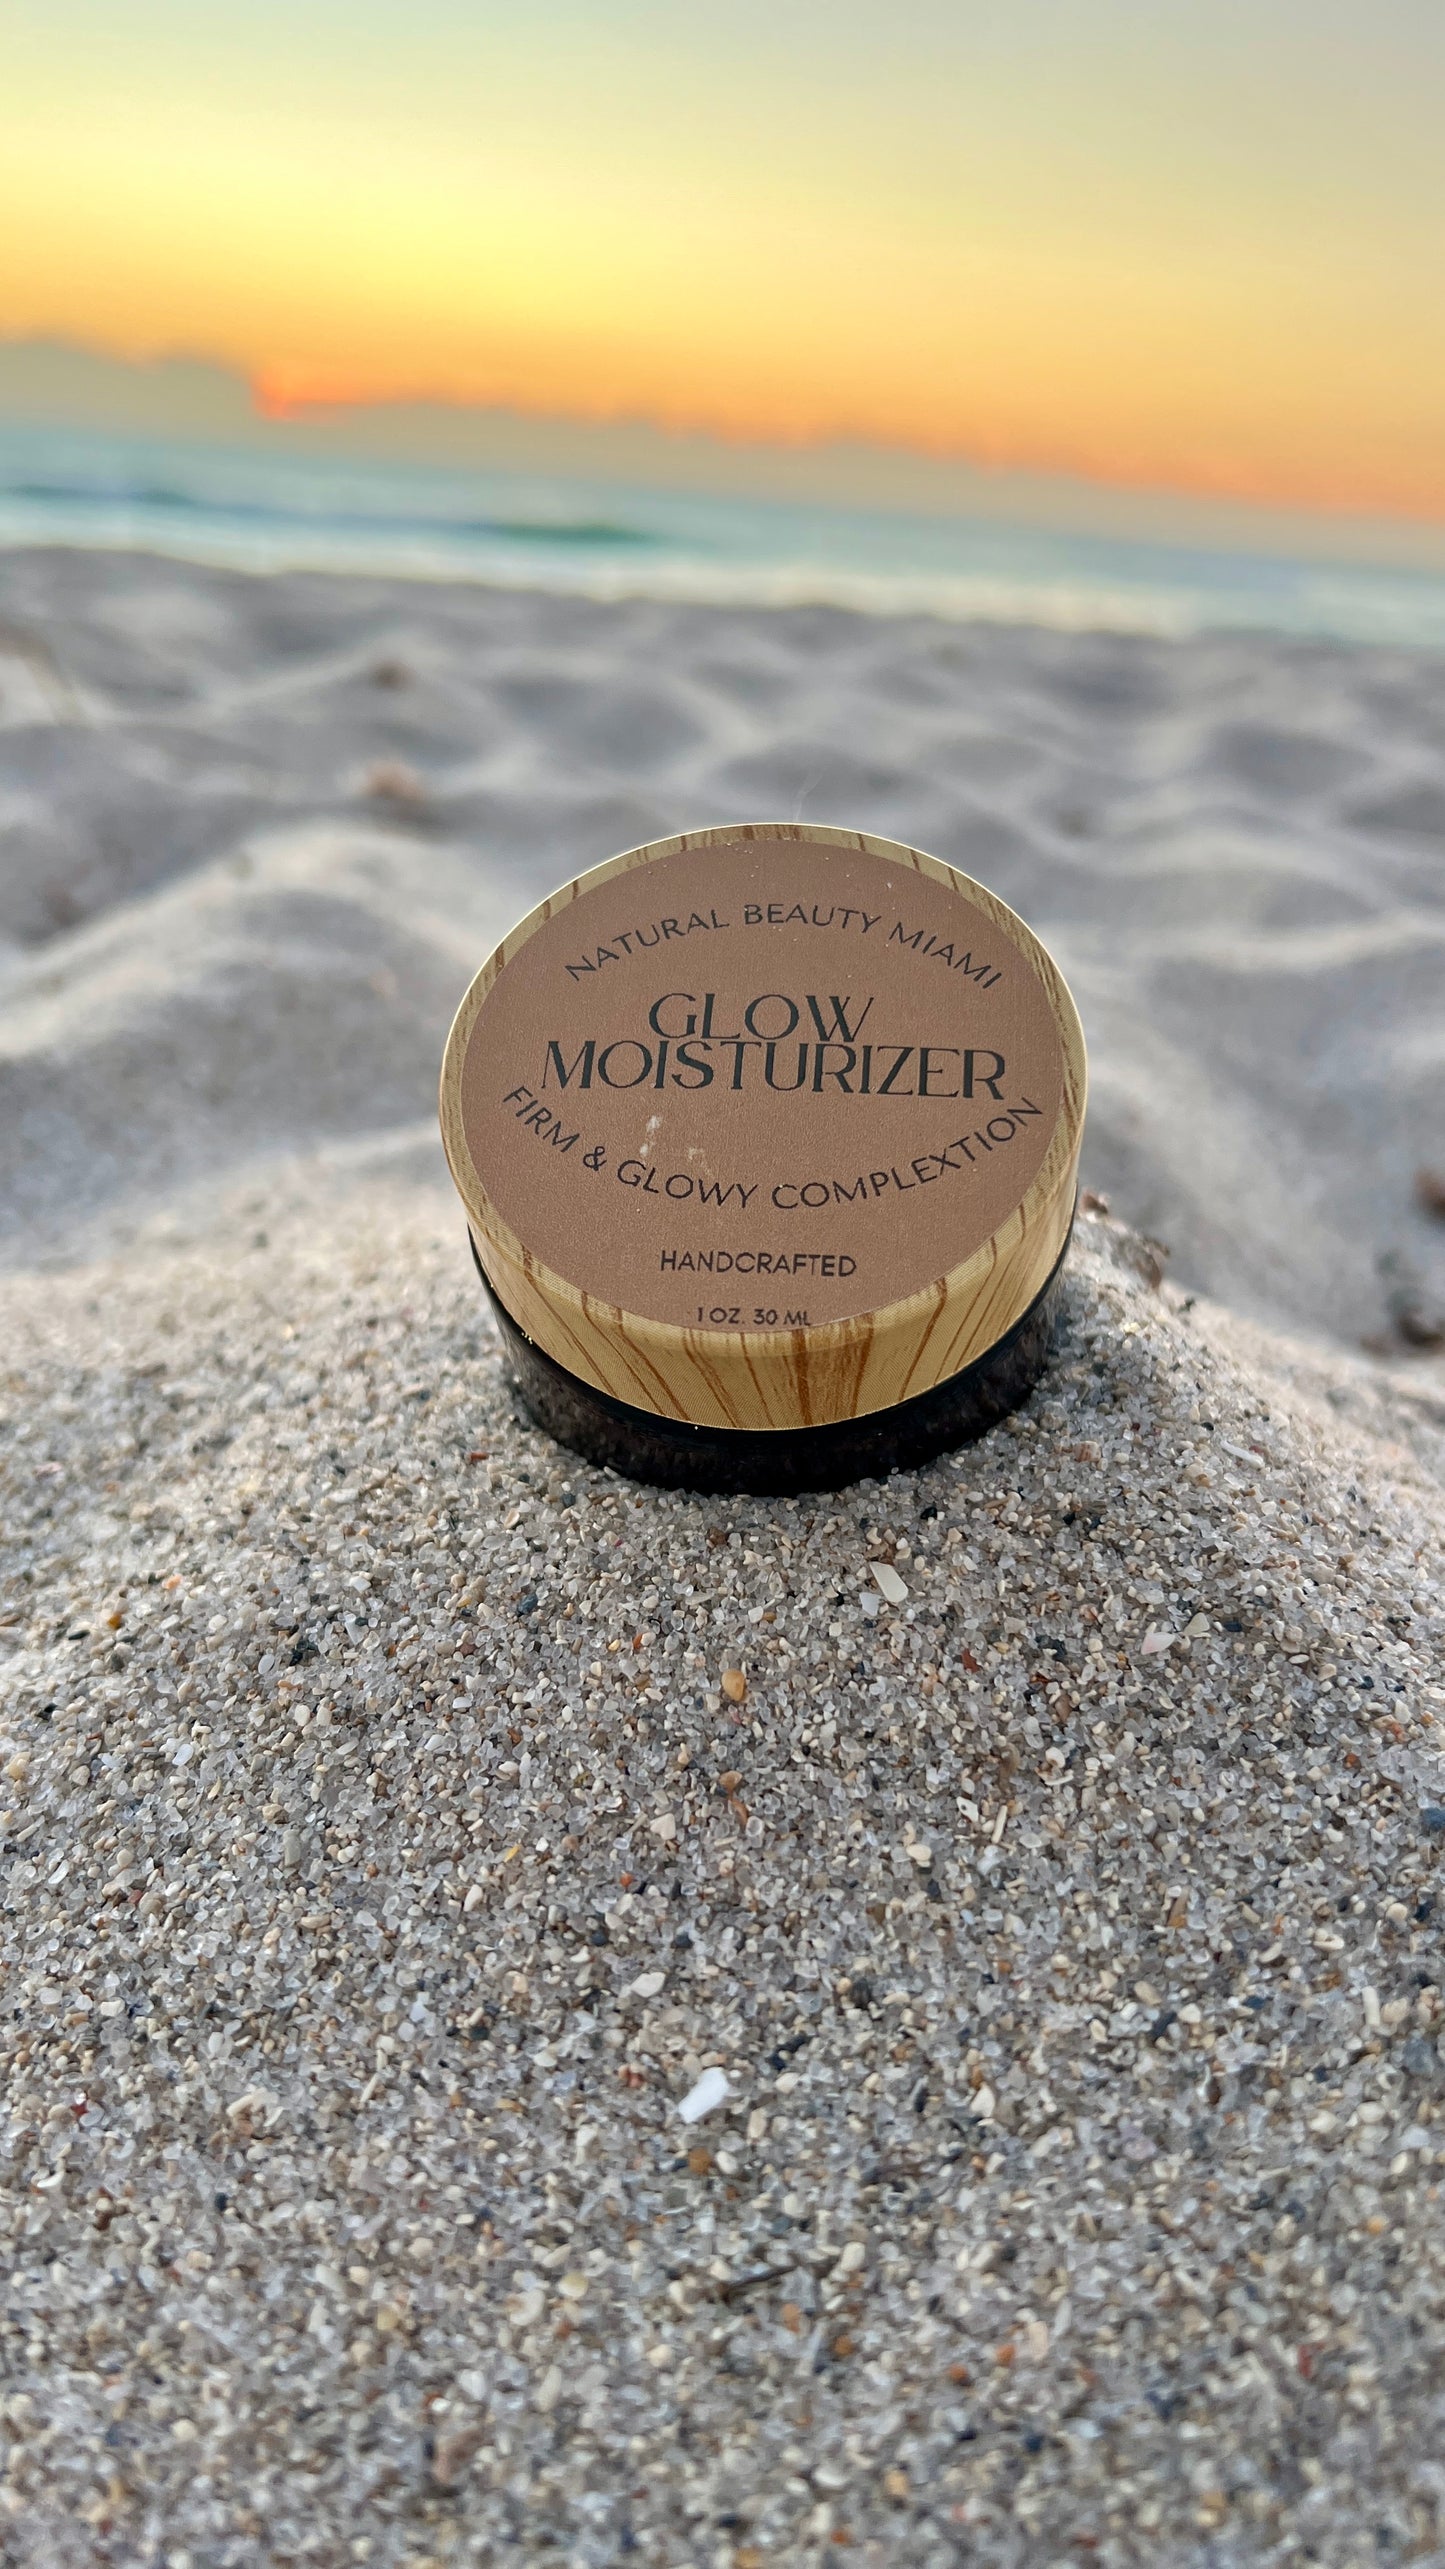 NATURAL BEAUTY MIAMI
GLOW
MOISTURIZER
FIRM & GLOWY COMPLEXTION
HANDCRAFTED
1 OZ. 30 ML